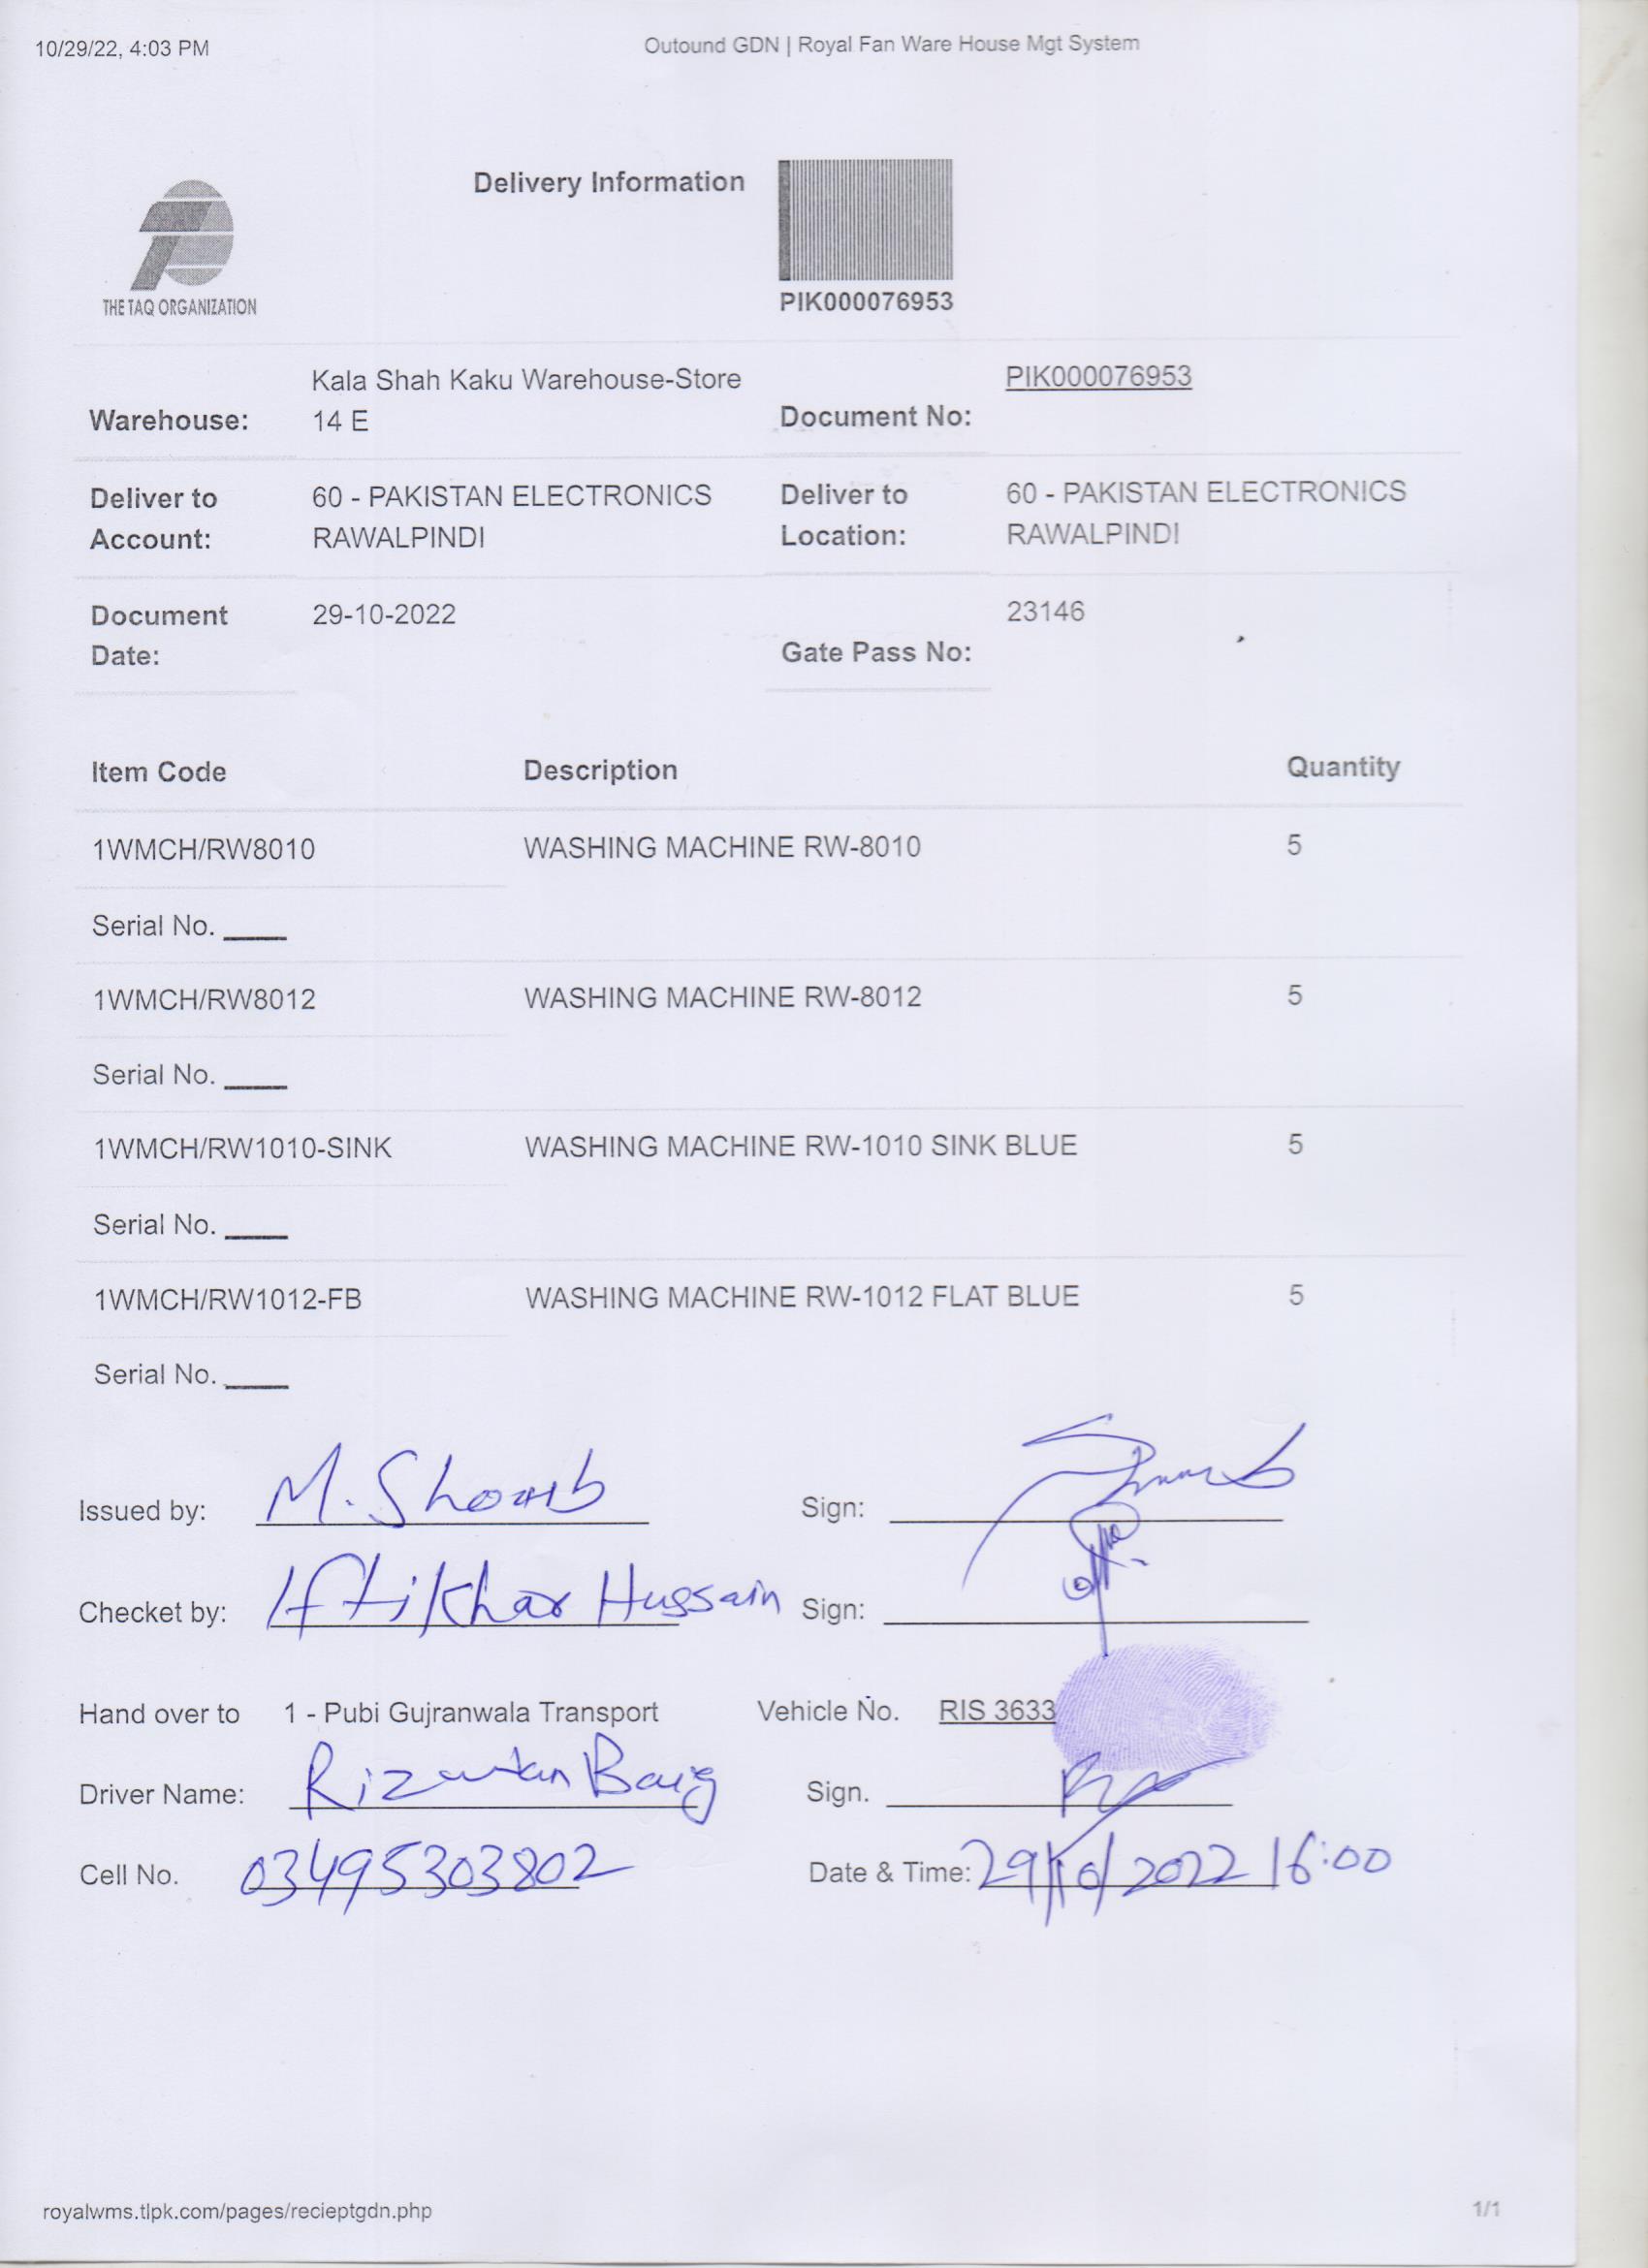 10/29/22, 4:03 PM
Outound GDN | Royal Fan Ware House Mgt System
Delivery Information
THE TAQ ORGANIZATION
PIK000076953
Warehouse: Kala Shah Kaku Warehouse-Store 14 E
Document No: PIK000076953
Deliver to Account: 60 - PAKISTAN ELECTRONICS RAWALPINDI
Deliver to Location: 60 - PAKISTAN ELECTRONICS RAWALPINDI
Document Date: 29-10-2022
Gate Pass No: 23146
Item Code Description Quantity
1WMCH/RW8010 WASHING MACHINE RW-8010 5
Serial No. ____
1WMCH/RW8012 WASHING MACHINE RW-8012 5
Serial No. ____
1WMCH/RW1010-SINK WASHING MACHINE RW-1010 SINK BLUE 5
Serial No. ____
1WMCH/RW1012-FB WASHING MACHINE RW-1012 FLAT BLUE 5
Serial No. ____
Issued by: M. Shoaib Sign:
Checket by: Iftikhar Hussain Sign:
Hand over to 1 - Pubi Gujranwala Transport Vehicle No. RIS 3633
Driver Name: Rizwan Baig Sign.
Cell No. 03495303802 Date & Time: 29/10/2022 16:00
royalwms.tlpk.com/pages/recieptgdn.php
1/1